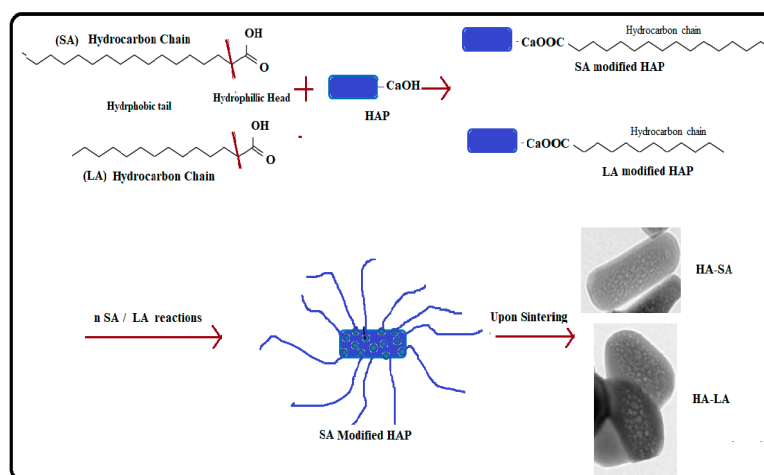 (SA) Hydrocarbon Chain
OH
O
Hydrphobic tail
Hydrophillic Head
CaOH
HAP
Hydrocarbon chain
CaOOC
SA modified HAP
OH
O
(LA) Hydrocarbon Chain
Hydrocarbon chain
CaOOC
LA modified HAP
n SA / LA reactions
SA Modified HAP
Upon Sintering
HA-SA
HA-LA